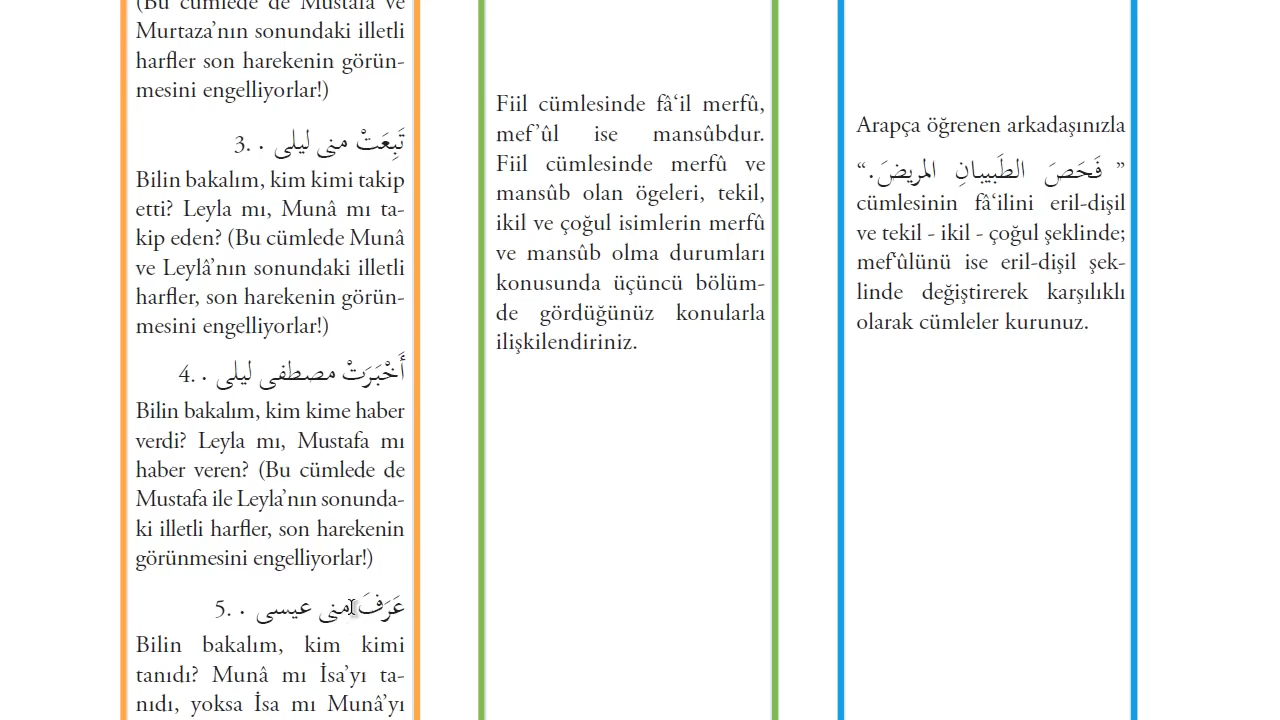 (Bu cümlede de Mustafa ve
Murtaza’nın sonundaki illetli
harfler son harekenin görün-
mesini engelliyorlar!)
3. . تَبِعَتْ منى ليلى
Bilin bakalım, kim kimi takip
etti? Leyla mı, Munâ mı ta-
kip eden? (Bu cümlede Munâ
ve Leylâ’nın sonundaki illetli
harfler, son harekenin görün-
mesini engelliyorlar!)
4. . أَخْبَرَتْ مصطفى ليلى
Bilin bakalım, kim kime haber
verdi? Leyla mı, Mustafa mı
haber veren? (Bu cümlede de
Mustafa ile Leyla’nın sonunda-
ki illetli harfler, son harekenin
görünmesini engelliyorlar!)
5. . عَرَفَ منى عيسى
Bilin bakalım, kim kimi
tanıdı? Munâ mı İsa’yı ta-
nıdı, yoksa İsa mı Munâ’yı
Fiil cümlesinde fâ‘il merfû,
mef’ûl ise mansûbdur.
Fiil cümlesinde merfû ve
mansûb olan ögeleri, tekil,
ikil ve çoğul isimlerin merfû
ve mansûb olma durumları
konusunda üçüncü bölüm-
de gördüğünüz konularla
ilişkilendiriniz.
Arapça öğrenen arkadaşınızla
” فَحَصَ الطَبيبانِ المريضَ.“
cümlesinin fâ‘ilini eril-dişil
ve tekil - ikil - çoğul şeklinde;
mef‘ûlünü ise eril-dişil şek-
linde değiştirerek karşılıklı
olarak cümleler kurunuz.